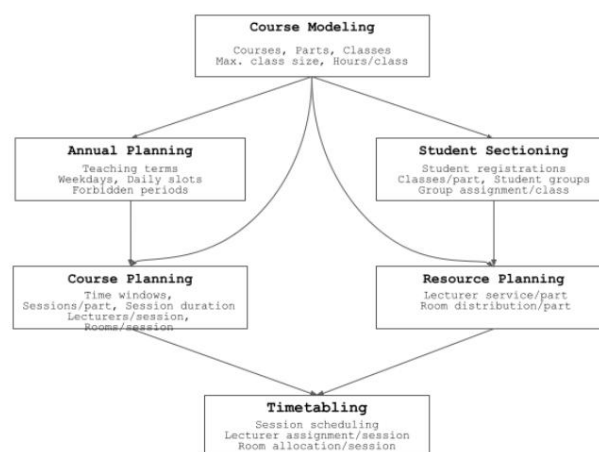 Course Modeling
Courses, Parts, Classes
Max. class size, Hours/class
Annual Planning
Teaching terms
Weekdays, Daily slots
Forbidden periods
Student Sectioning
Student registrations
Classes/part, Student groups
Group assignment/class
Course Planning
Time windows,
Sessions/part, Session duration
Lecturers/session,
Rooms/session
Resource Planning
Lecturer service/part
Room distribution/part
Timetabling
Session scheduling
Lecturer assignment/session
Room allocation/session